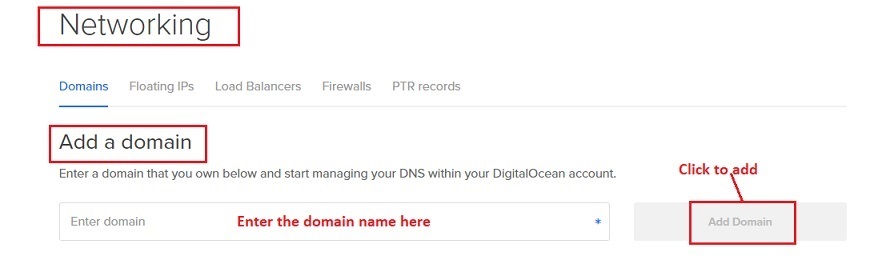 Networking
Domains Floating IPs Load Balancers Firewalls PTR records
Add a domain
Enter a domain that you own below and start managing your DNS within your DigitalOcean account.
Click to add
Enter domain Enter the domain name here * Add Domain